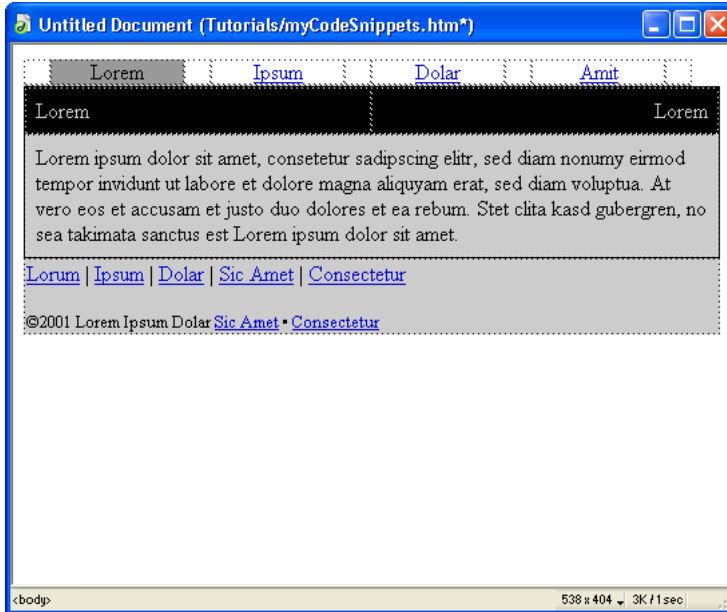 Untitled Document (Tutorials/myCodeSnippets.htm*)
Lorem Ipsum Dolar Amit
Lorem Lorem
Lorem ipsum dolor sit amet, consetetur sadipscing elitr, sed diam nonumy eirmod
tempor invidunt ut labore et dolore magna aliquyam erat, sed diam voluptua. At
vero eos et accusam et justo duo dolores et ea rebum. Stet clita kasd gubergren, no
sea takimata sanctus est Lorem ipsum dolor sit amet.
Lorum | Ipsum | Dolar | Sic Amet | Consectetur
©2001 Lorem Ipsum Dolar Sic Amet • Consectetur
<body> 538 x 404 3K / 1 sec